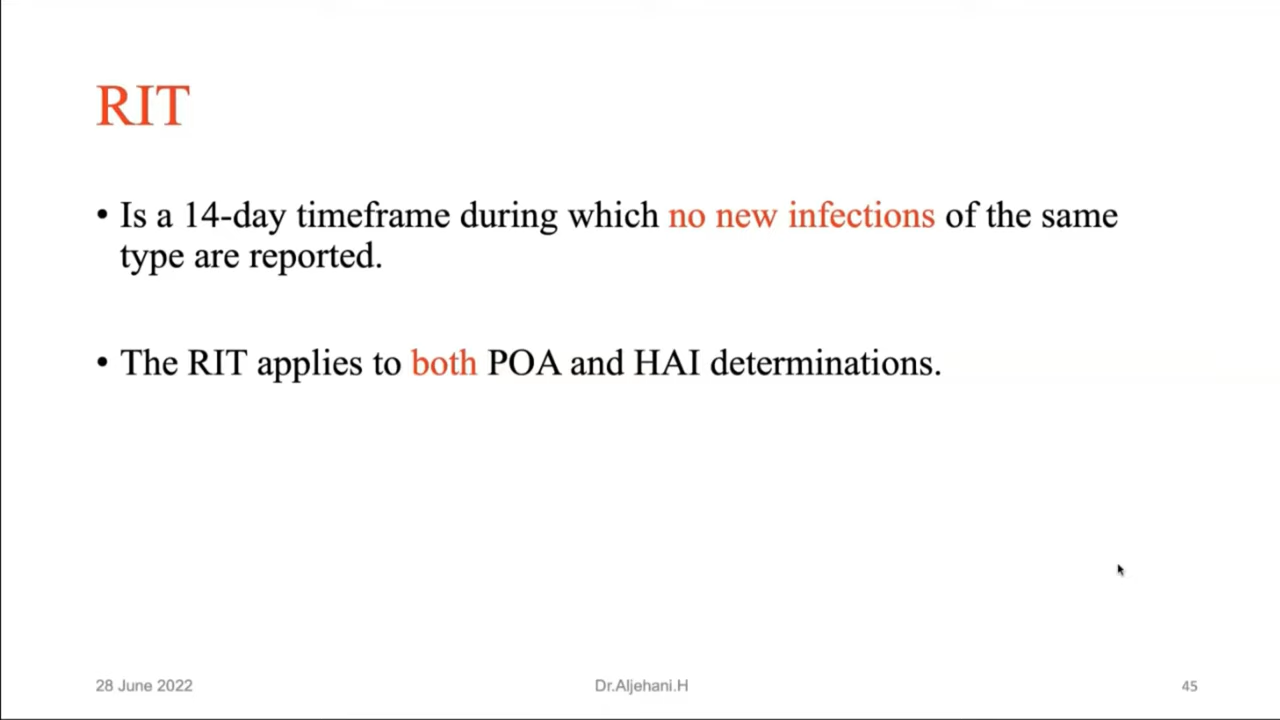 RIT
• Is a 14-day timeframe during which no new infections of the same
type are reported.
• The RIT applies to both POA and HAI determinations.
28 June 2022
Dr.Aljehani.H
45